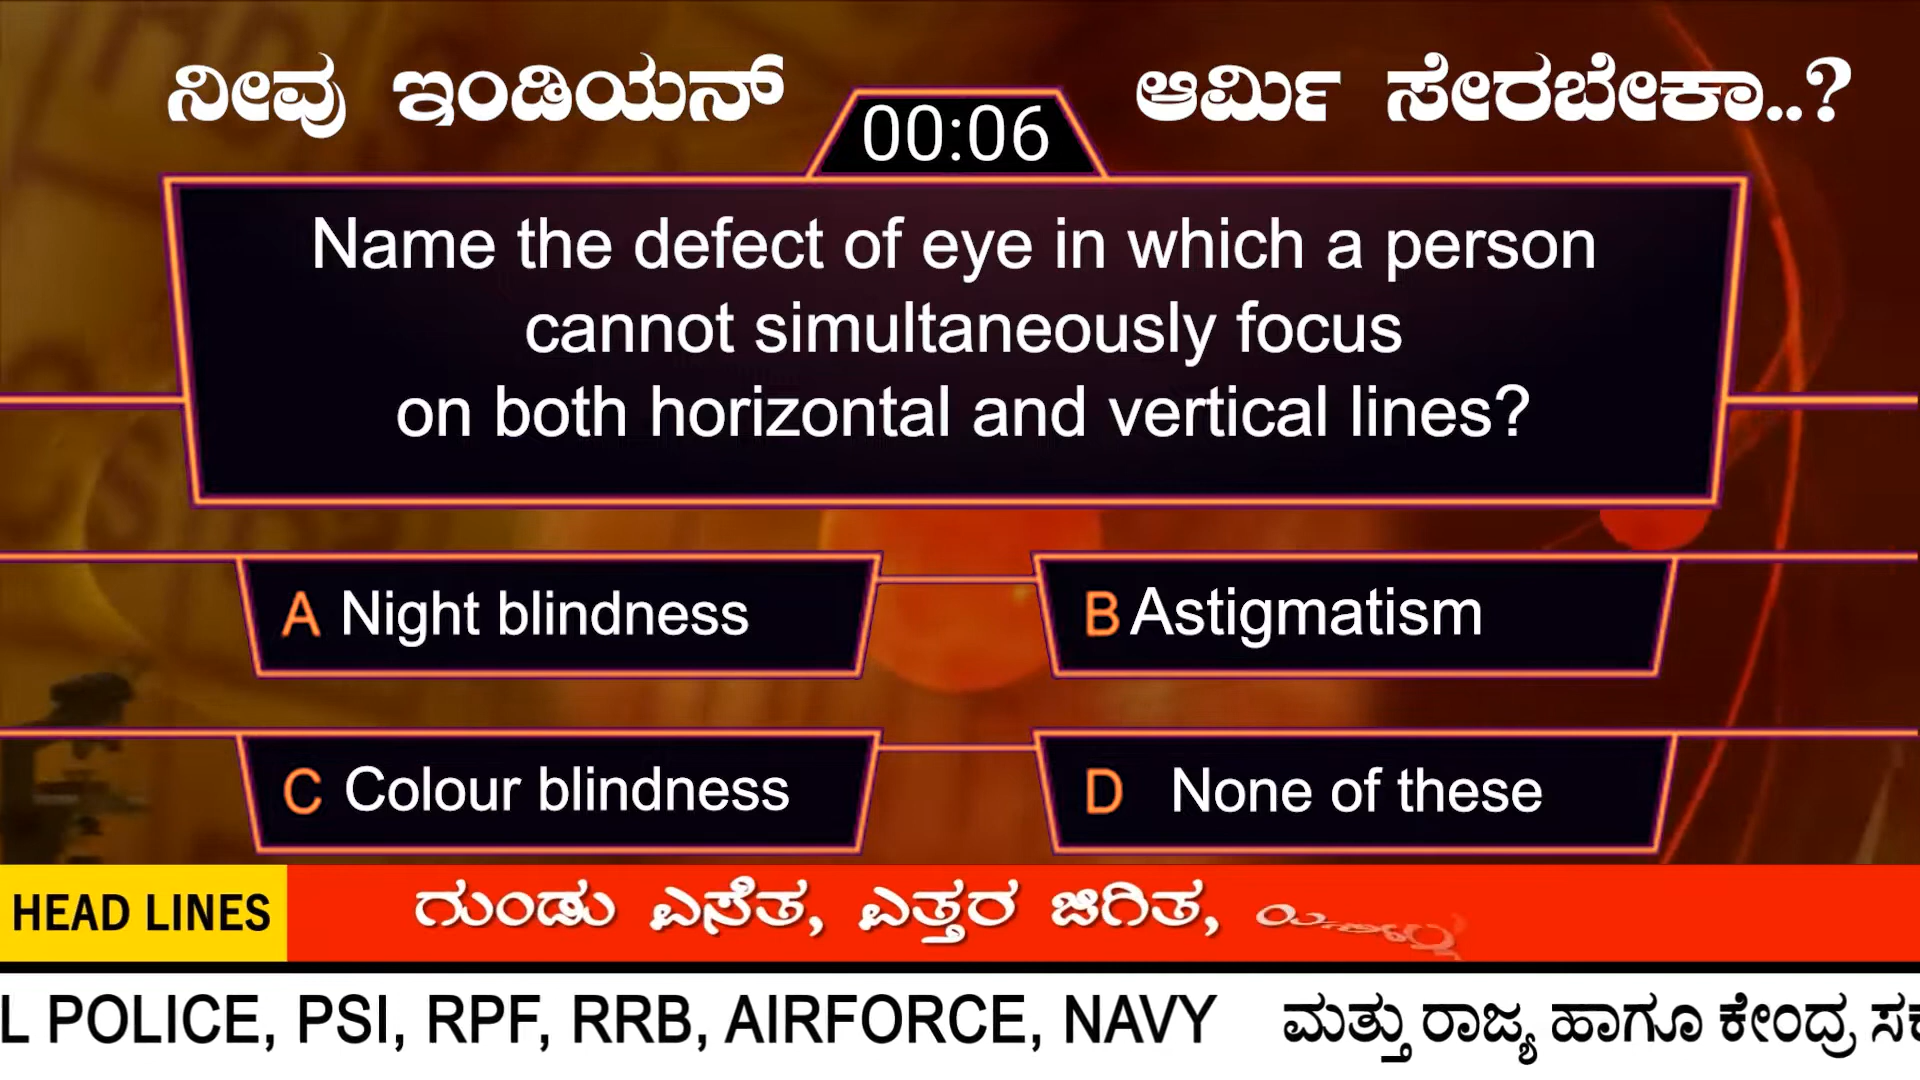 ನೀವು ಇಂಡಿಯನ್ ಆರ್ಮಿ ಸೇರಬೇಕಾ..?
00:06
Name the defect of eye in which a person
cannot simultaneously focus
on both horizontal and vertical lines?
A Night blindness
B Astigmatism
C Colour blindness
D None of these
HEAD LINES ಗುಂಡು ಎಸೆತ, ಎತ್ತರ ಜಿಗಿತ,
L POLICE, PSI, RPF, RRB, AIRFORCE, NAVY ಮತ್ತು ರಾಜ್ಯ ಹಾಗೂ ಕೇಂದ್ರ